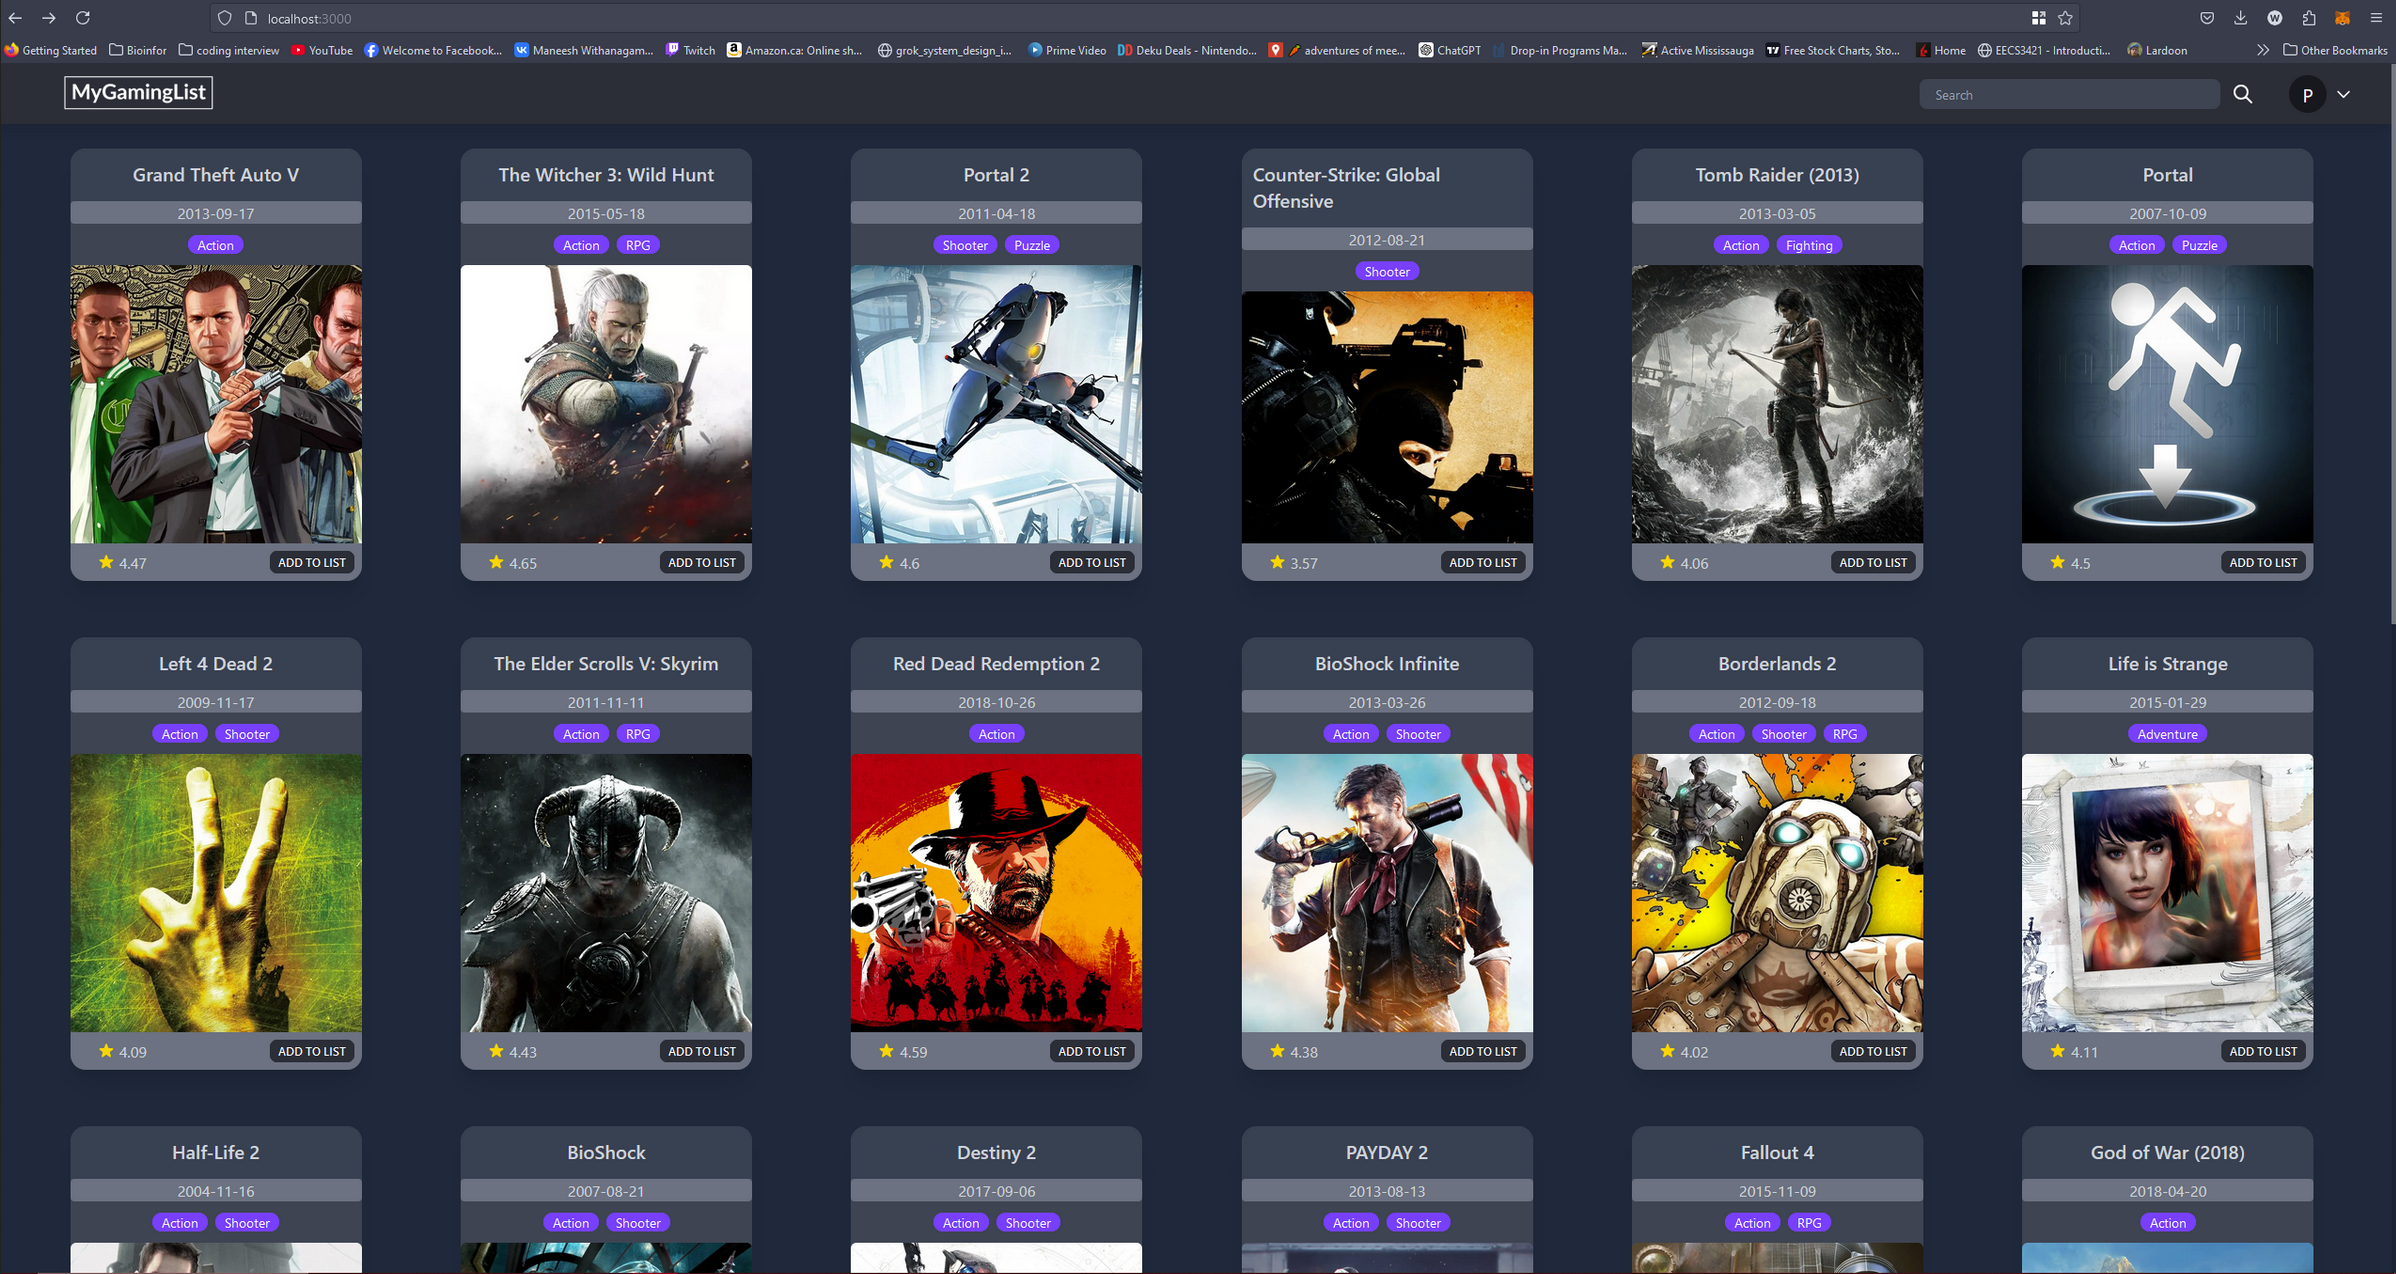 localhost:3000
Getting Started
Bioinfor
coding interview
YouTube
Welcome to Facebook...
Maneesh Withanagam...
Twitch
Amazon.ca: Online sh...
grok_system_design_i...
Prime Video
Deku Deals - Nintendo...
adventures of mee...
ChatGPT
Drop-in Programs Ma...
Active Mississauga
Free Stock Charts, Sto...
Home
EECS3421 - Introducti...
Lardoon
Other Bookmarks
MyGamingList
Search
P
Grand Theft Auto V
2013-09-17
Action
4.47
ADD TO LIST
The Witcher 3: Wild Hunt
2015-05-18
Action RPG
4.65
ADD TO LIST
Portal 2
2011-04-18
Shooter Puzzle
4.6
ADD TO LIST
Counter-Strike: Global
Offensive
2012-08-21
Shooter
3.57
ADD TO LIST
Tomb Raider (2013)
2013-03-05
Action Fighting
4.06
ADD TO LIST
Portal
2007-10-09
Action Puzzle
4.5
ADD TO LIST
Left 4 Dead 2
2009-11-17
Action Shooter
4.09
ADD TO LIST
The Elder Scrolls V: Skyrim
2011-11-11
Action RPG
4.43
ADD TO LIST
Red Dead Redemption 2
2018-10-26
Action
4.59
ADD TO LIST
BioShock Infinite
2013-03-26
Action Shooter
4.38
ADD TO LIST
Borderlands 2
2012-09-18
Action Shooter RPG
4.02
ADD TO LIST
Life is Strange
2015-01-29
Adventure
4.11
ADD TO LIST
Half-Life 2
2004-11-16
Action Shooter
BioShock
2007-08-21
Action Shooter
Destiny 2
2017-09-06
Action Shooter
PAYDAY 2
2013-08-13
Action Shooter
Fallout 4
2015-11-09
Action RPG
God of War (2018)
2018-04-20
Action